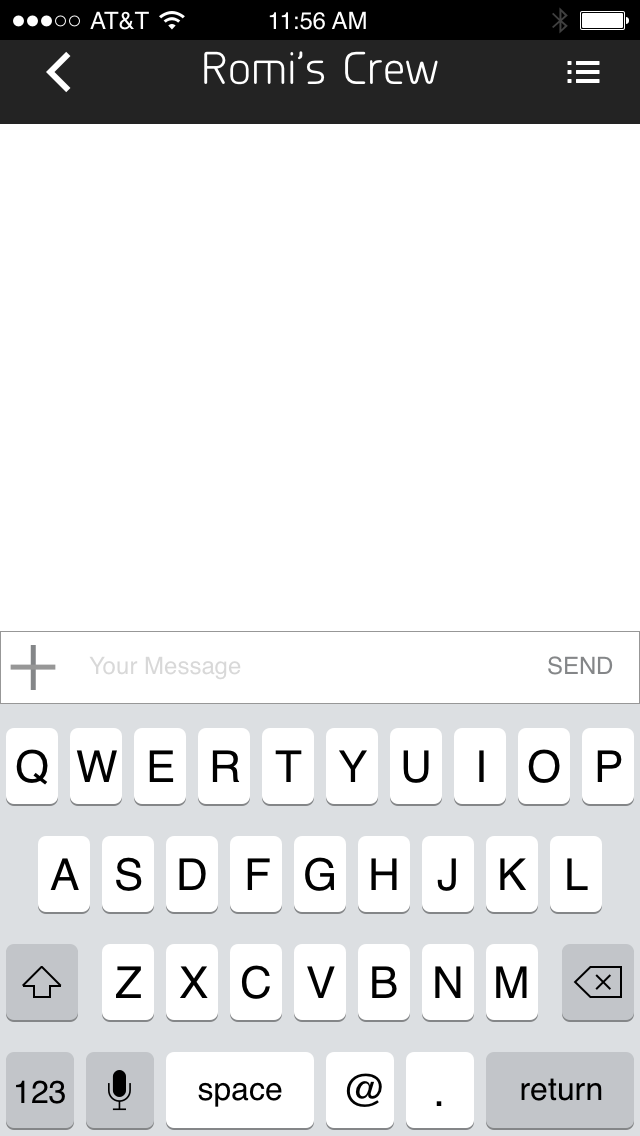 AT&T 11:56 AM
Romi's Crew
Your Message SEND
Q W E R T Y U I O P
A S D F G H J K L
Z X C V B N M
123 space @ . return